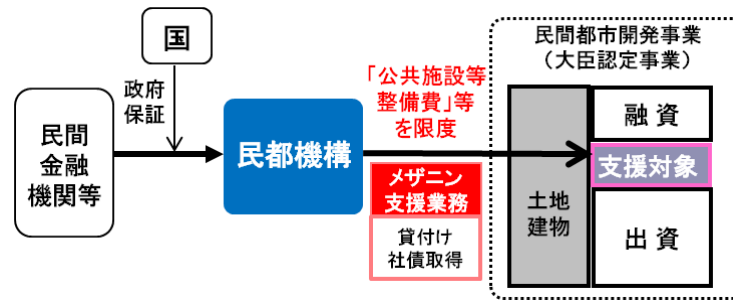 国
政府
保証
民間
金融
機関等
民都機構
「公共施設等
整備費」等
を限度
メザニン
支援業務
貸付け
社債取得
民間都市開発事業
（大臣認定事業）
土地
建物
融 資
支援対象
出 資